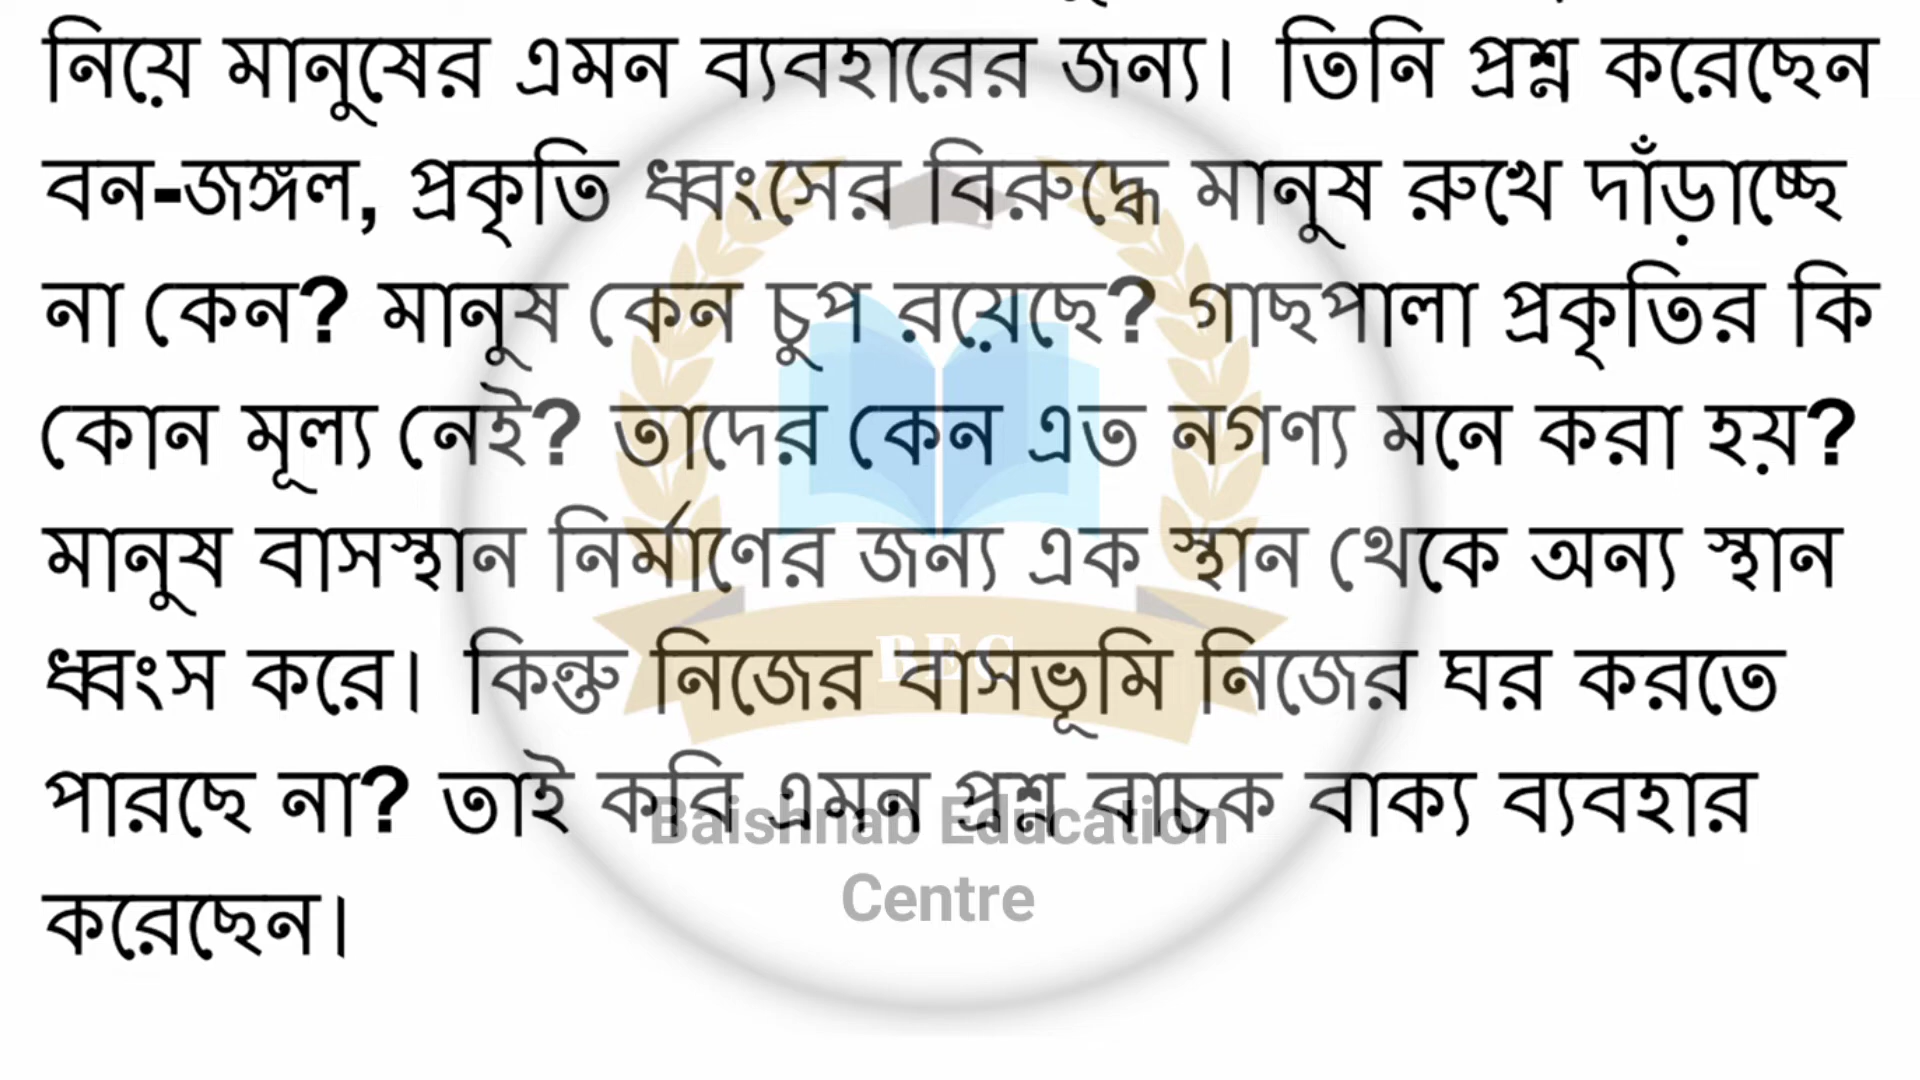 নিয়ে মানুষের এমন ব্যবহারের জন্য। তিনি প্রশ্ন করেছেন
বন-জঙ্গল, প্রকৃতি ধ্বংসের বিরুদ্ধে মানুষ রুখে দাঁড়াচ্ছে
না কেন? মানুষ কেন চুপ রয়েছে? গাছপালা প্রকৃতির কি
কোন মূল্য নেই? তাদের কেন এত নগণ্য মনে করা হয়?
মানুষ বাসস্থান নির্মাণের জন্য এক স্থান থেকে অন্য স্থান
ধ্বংস করে। কিন্তু নিজের বাসভূমি নিজের ঘর করতে
BEC
পারছে না? তাই কবি এমন প্রশ্ন বাচক বাক্য ব্যবহার
Baishnab Education
Centre
করেছেন।